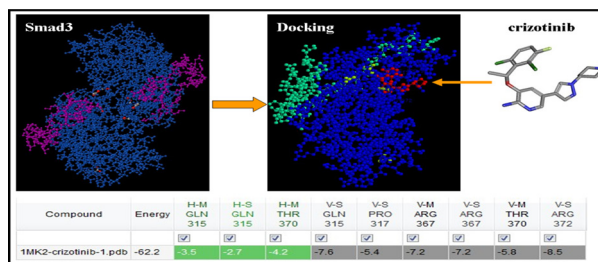 Smad3
Docking
crizotinib
Compound Energy H-M GLN 315 H-S GLN 315 H-M THR 370 V-S GLN 315 V-S PRO 317 V-M ARG 367 V-S ARG 367 V-M THR 370 V-S ARG 372
1MK2-crizotinib-1.pdb -62.2 -3.5 -2.7 -4.2 -7.6 -5.4 -7.2 -7.2 -5.8 -8.5